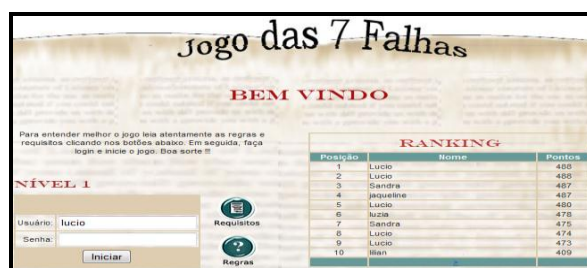 Jogo das 7 Falhas
BEM VINDO
Para entender melhor o jogo leia atentamente as regras e
requisitos clicando nos botões abaixo. Em seguida, faça
login e inicie o jogo. Boa sorte !!!
NÍVEL 1
Usuário: lucio
Senha:
Iniciar
Requisitos
Regras
RANKING
Posição Nome Pontos
1 Lucio 488
2 Lucio 488
3 Sandra 487
4 jaqueline 487
5 Lucio 480
6 luzia 478
7 Sandra 475
8 Lucio 474
9 Lucio 473
10 lilian 409